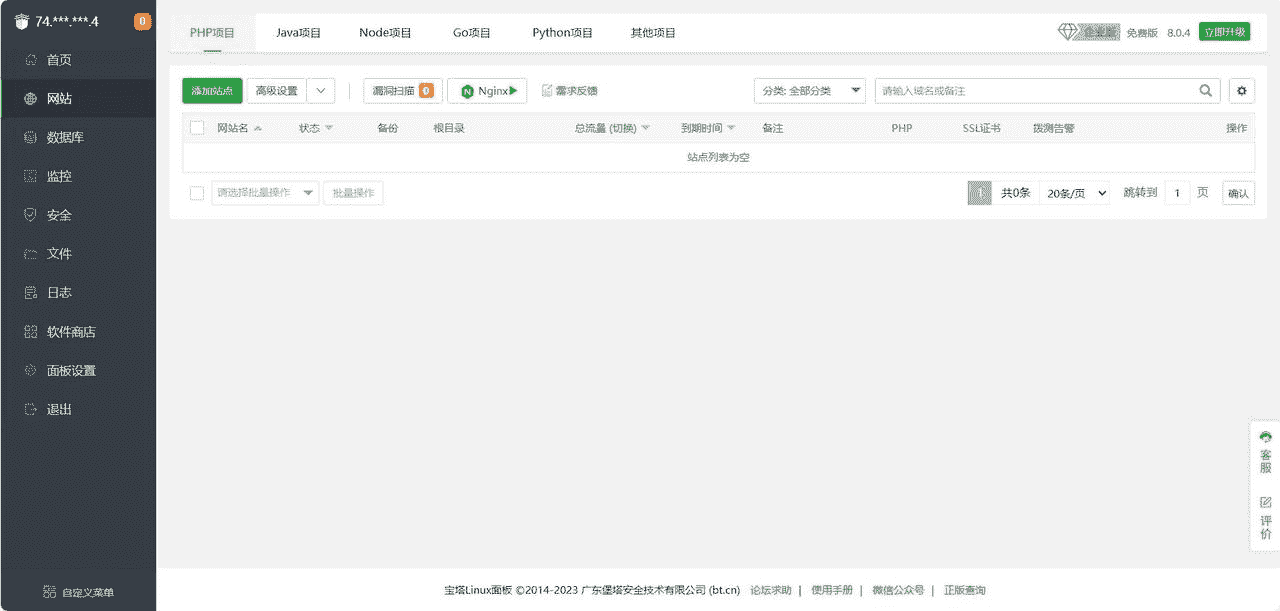 74.***.***.4 0
首页
网站
数据库
监控
安全
文件
日志
软件商店
面板设置
退出
自定义菜单
PHP项目 Java项目 Node项目 Go项目 Python项目 其他项目 企业版 免费版 8.0.4 立即升级
添加站点 高级设置 漏洞扫描 0 N Nginx 需求反馈 分类: 全部分类 请输入域名或备注
网站名 状态 备份 根目录 总流量 (切换) 到期时间 备注 PHP SSL证书 拨测告警 操作
站点列表为空
请选择批量操作 批量操作 1 共0条 20条/页 跳转到 1 页 确认
客服
评价
宝塔Linux面板 ©2014-2023 广东堡塔安全技术有限公司 (bt.cn) 论坛求助 | 使用手册 | 微信公众号 | 正版查询